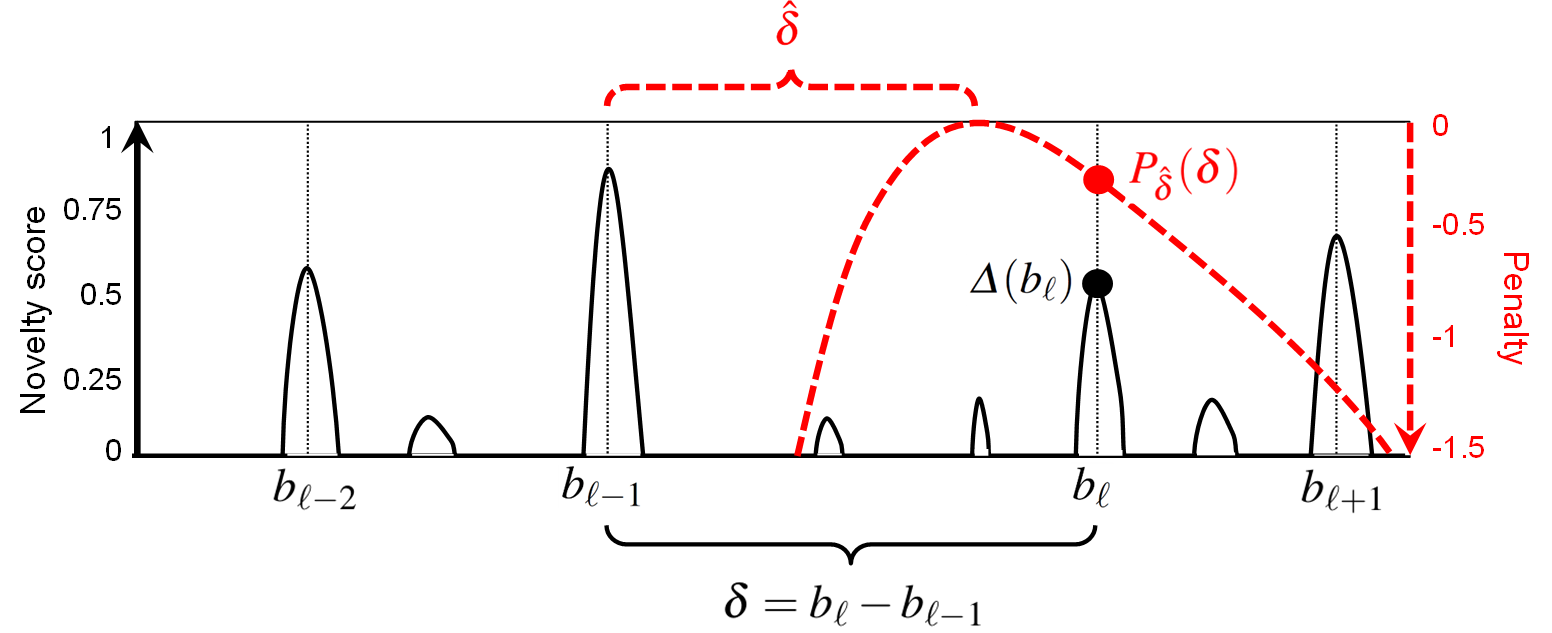 δ̂
Novelty score
1
0.75
0.5
0.25
0
P_δ̂(δ)
Δ(b_ℓ)
0
-0.5
-1
-1.5
Penalty
b_{ℓ−2}
b_{ℓ−1}
b_ℓ
b_{ℓ+1}
δ = b_ℓ − b_{ℓ−1}